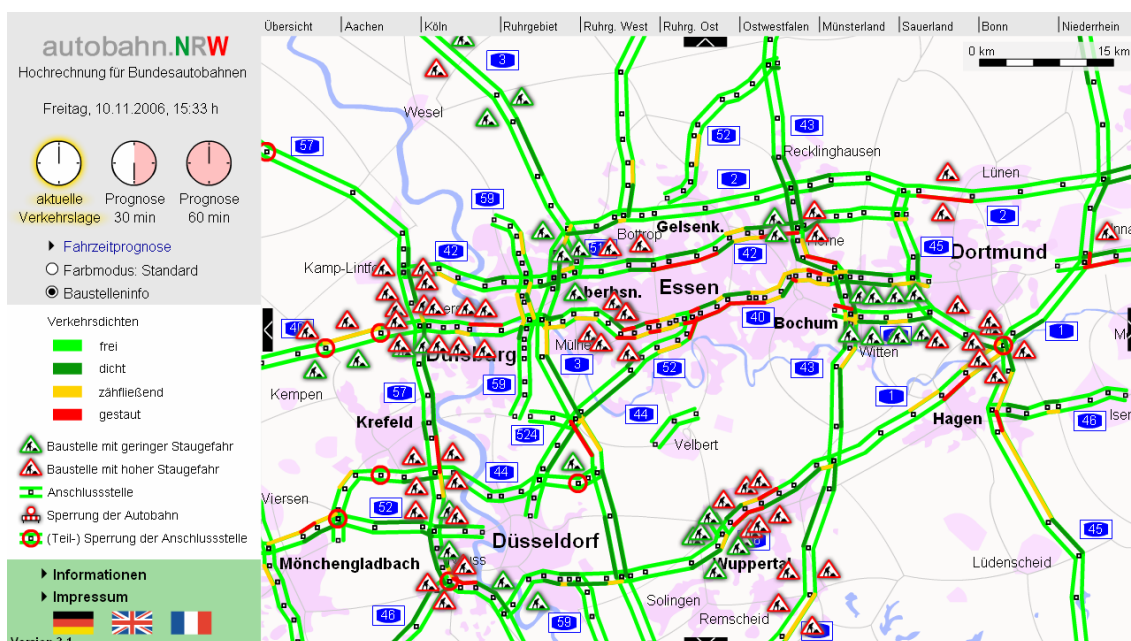 Übersicht
Aachen
Köln
Ruhrgebiet
Ruhrg. West
Ruhrg. Ost
Ostwestfalen
Münsterland
Sauerland
Bonn
Niederrhein
autobahn.NRW
Hochrechnung für Bundesautobahnen
Freitag, 10.11.2006, 15:33 h
aktuelle Verkehrslage
Prognose 30 min
Prognose 60 min
Fahrzeitprognose
Farbmodus: Standard
Baustelleninfo
Verkehrsdichten
frei
dicht
zähfließend
gestaut
Baustelle mit geringer Staugefahr
Baustelle mit hoher Staugefahr
Anschlussstelle
Sperrung der Autobahn
(Teil-) Sperrung der Anschlussstelle
Informationen
Impressum
0 km
15 km
3
Wesel
52
43
57
Recklinghausen
Lünen
2
59
2
Gelsenk.
Bottrop
42
42
45
Dortmund
Kamp-Lintf
Essen
berhsn.
40
Bochum
1
Duisburg
Witten
3
52
43
Kempen
57
59
1
44
Hagen
46
Krefeld
524
Velbert
44
Viersen
52
45
Düsseldorf
Mönchengladbach
Wupperta
Lüdenscheid
Solingen
46
59
Remscheid